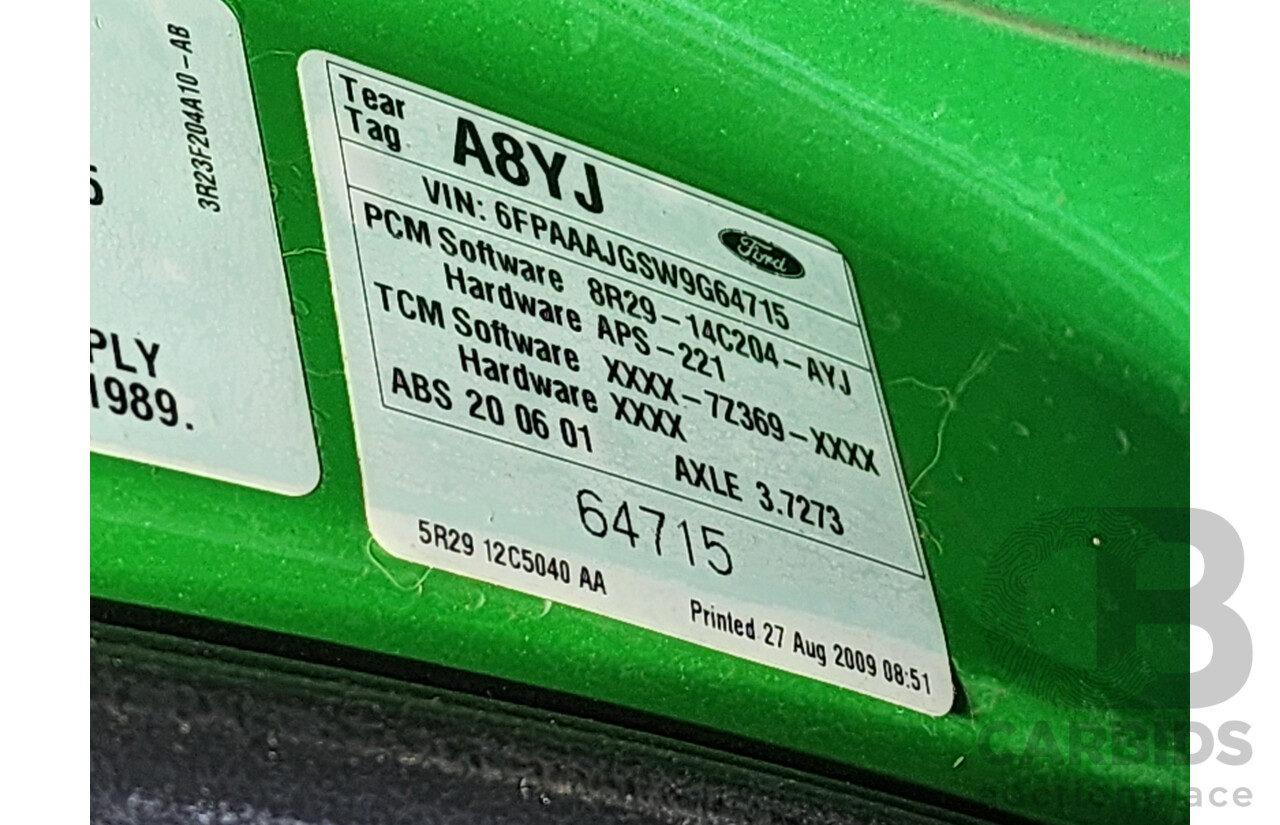 3R23F204A10-AB
PLY
1989.
Tear
Tag
A8YJ
Ford
VIN: 6FPAAAJGSW9G64715
PCM Software 8R29-14C204-AYJ
Hardware APS-221
TCM Software XXXX-7Z369-XXXX
Hardware XXXX
ABS 20 06 01
AXLE 3.7273
64715
5R29 12C5040 AA
Printed 27 Aug 2009 08:51
CARBIDS
auctionplace